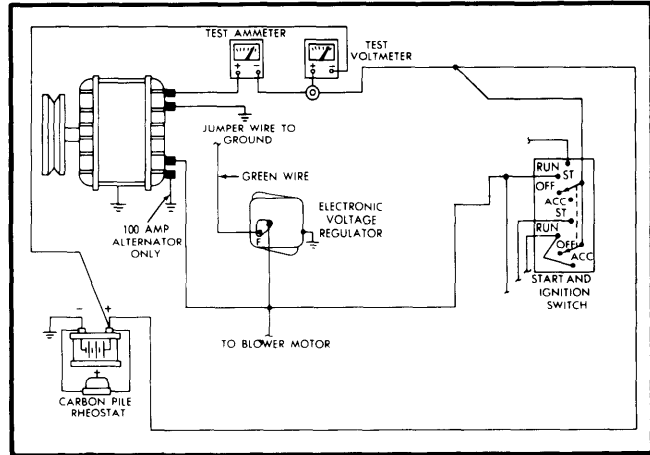 TEST AMMETER
+ -
TEST
VOLTMETER
+ -
JUMPER WIRE TO
GROUND
GREEN WIRE
100 AMP
ALTERNATOR
ONLY
ELECTRONIC
VOLTAGE
REGULATOR
F
RUN
ST
OFF
ACC
ST
RUN
OFF
ACC
START AND
IGNITION
SWITCH
TO BLOWER MOTOR
- +
+
CARBON PILE
RHEOSTAT